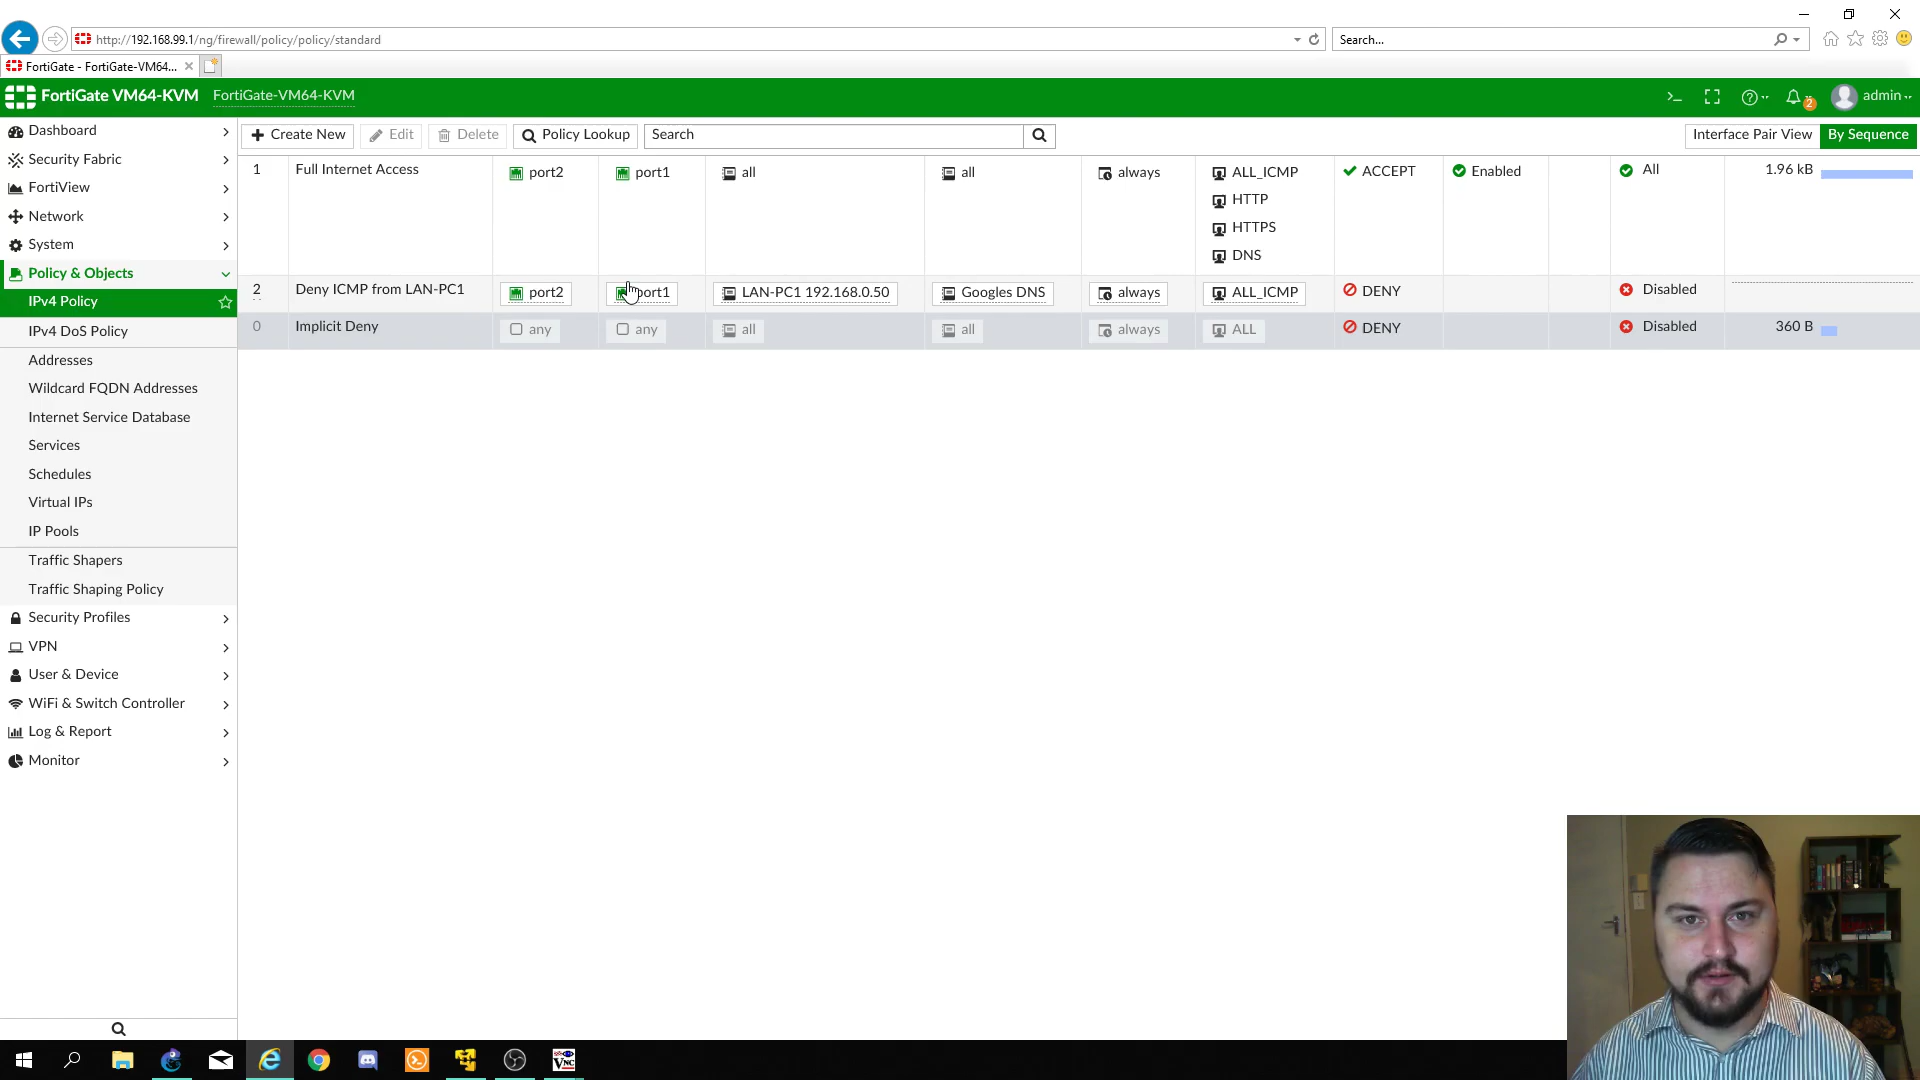 http://192.168.99.1/ng/firewall/policy/policy/standard
Search...
FortiGate - FortiGate-VM64...
FortiGate VM64-KVM
FortiGate-VM64-KVM
2
admin
Dashboard
Security Fabric
FortiView
Network
System
Policy & Objects
IPv4 Policy
IPv4 DoS Policy
Addresses
Wildcard FQDN Addresses
Internet Service Database
Services
Schedules
Virtual IPs
IP Pools
Traffic Shapers
Traffic Shaping Policy
Security Profiles
VPN
User & Device
WiFi & Switch Controller
Log & Report
Monitor
Create New
Edit
Delete
Policy Lookup
Search
Interface Pair View
By Sequence
1 Full Internet Access port2 port1 all all always ALL_ICMP ACCEPT Enabled All 1.96 kB
HTTP
HTTPS
DNS
2 Deny ICMP from LAN-PC1 port2 port1 LAN-PC1 192.168.0.50 Googles DNS always ALL_ICMP DENY Disabled
0 Implicit Deny any any all all always ALL DENY Disabled 360 B
VNC